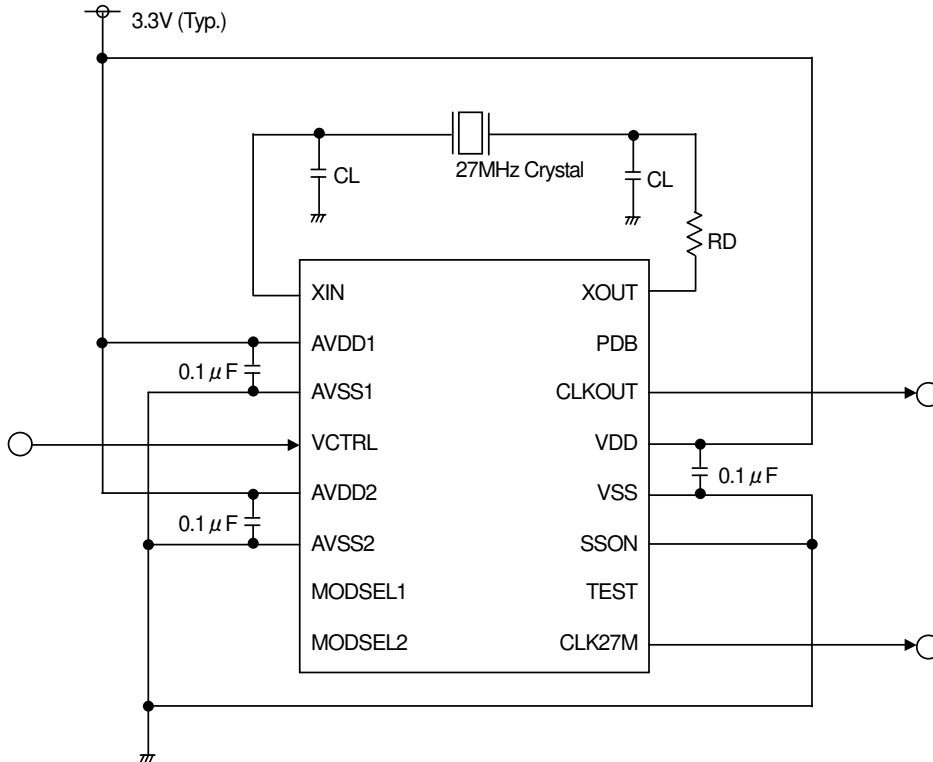 3.3V (Typ.)
27MHz Crystal
CL
CL
RD
XIN
XOUT
AVDD1
PDB
0.1 μ F
AVSS1
CLKOUT
VCTRL
VDD
0.1 μ F
AVDD2
VSS
0.1 μ F
AVSS2
SSON
MODSEL1
TEST
MODSEL2
CLK27M